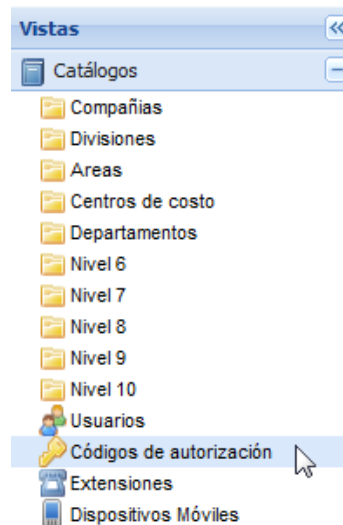 Vistas
Catálogos
Compañias
Divisiones
Areas
Centros de costo
Departamentos
Nivel 6
Nivel 7
Nivel 8
Nivel 9
Nivel 10
Usuarios
Códigos de autorización
Extensiones
Dispositivos Móviles